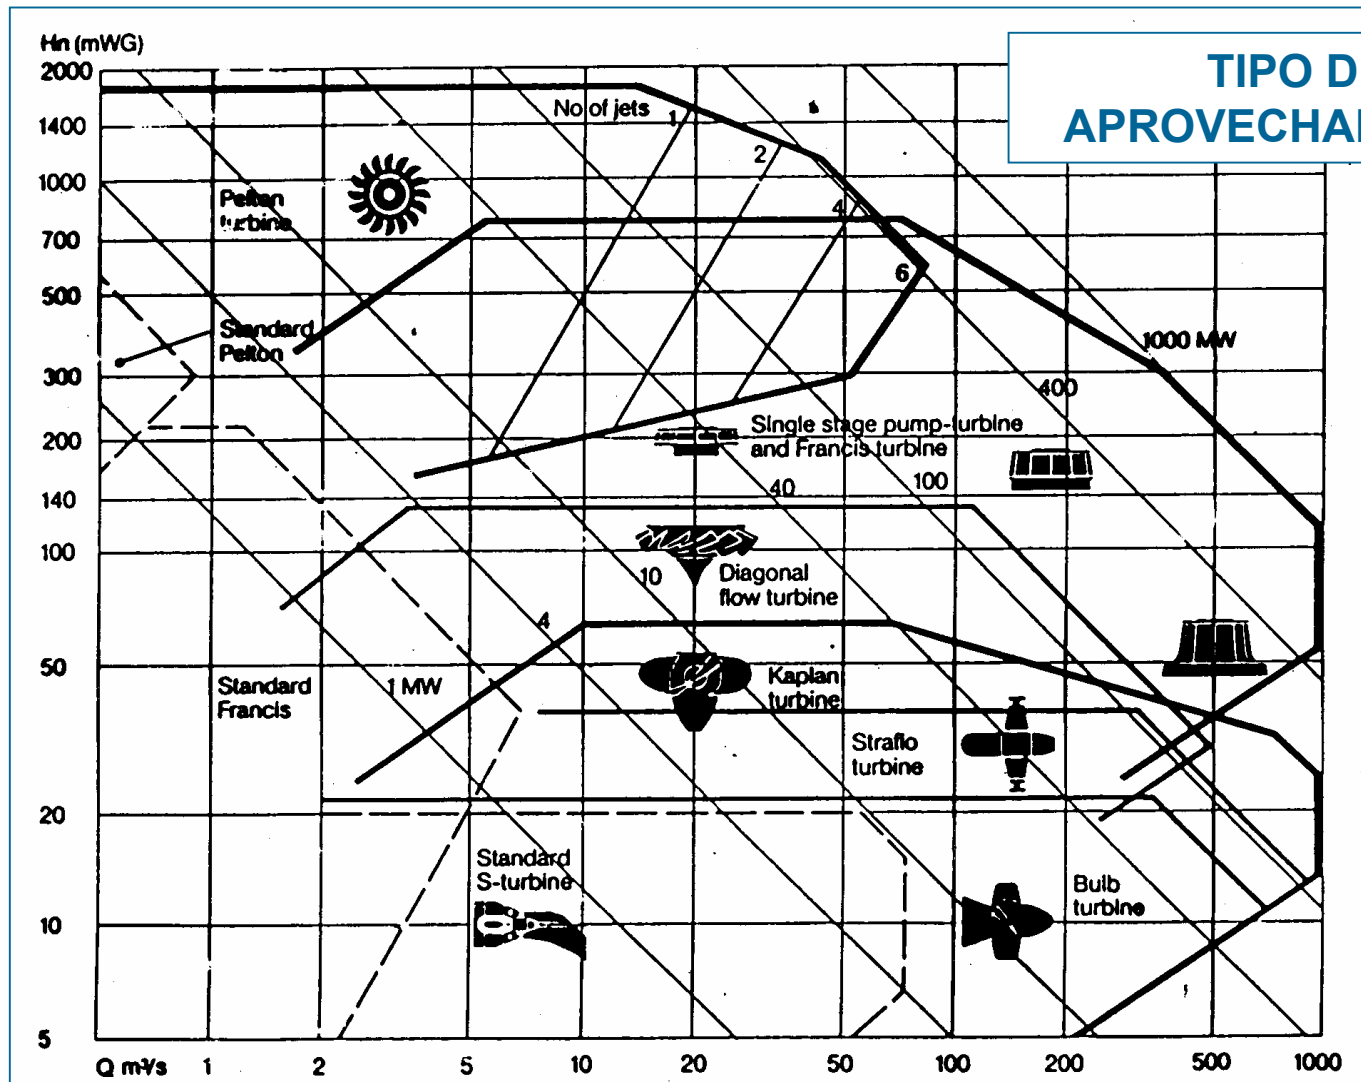 Hn (mWG)
TIPO D
APROVECHA
2000
1400
1000
700
500
300
200
140
100
50
20
10
5
No of jets
1
2
4
6
Pelton
turbine
Standard
Pelton
1000 MW
400
Single stage pump-turbine
and Francis turbine
40
100
10
Diagonal
flow turbine
4
Standard
Francis
1 MW
Kaplan
turbine
Straflo
turbine
Standard
S-turbine
Bulb
turbine
Q m³/s
1
2
5
10
20
50
100
200
500
1000